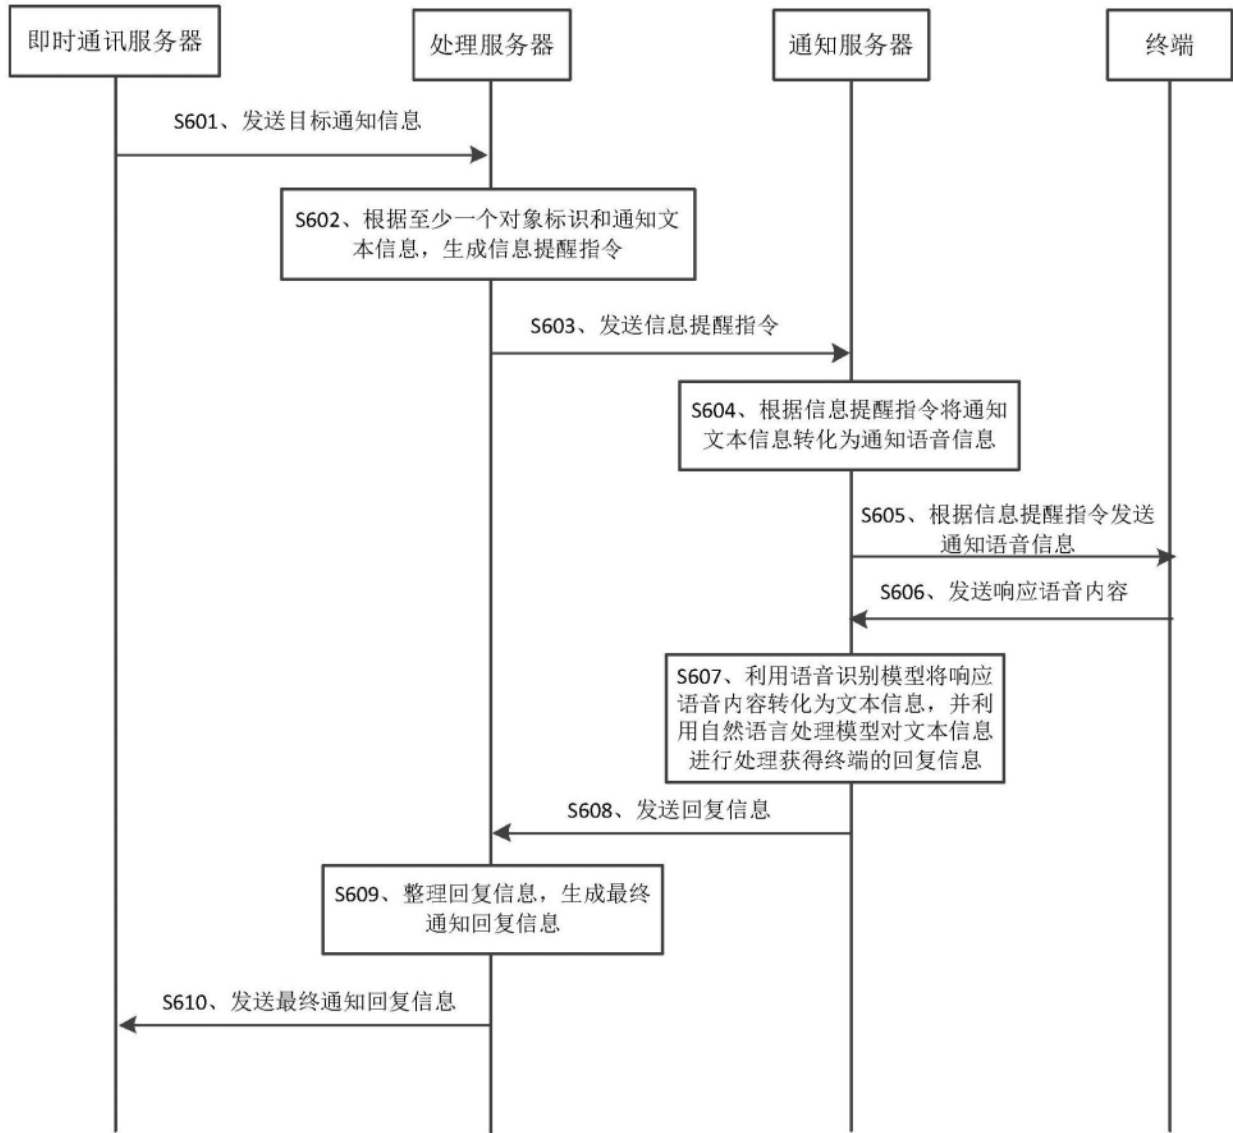 即时通讯服务器
处理服务器
通知服务器
终端
S601、发送目标通知信息
S602、根据至少一个对象标识和通知文
本信息，生成信息提醒指令
S603、发送信息提醒指令
S604、根据信息提醒指令将通知
文本信息转化为通知语音信息
S605、根据信息提醒指令发送
通知语音信息
S606、发送响应语音内容
S607、利用语音识别模型将响应
语音内容转化为文本信息，并利
用自然语言处理模型对文本信息
进行处理获得终端的回复信息
S608、发送回复信息
S609、整理回复信息，生成最终
通知回复信息
S610、发送最终通知回复信息